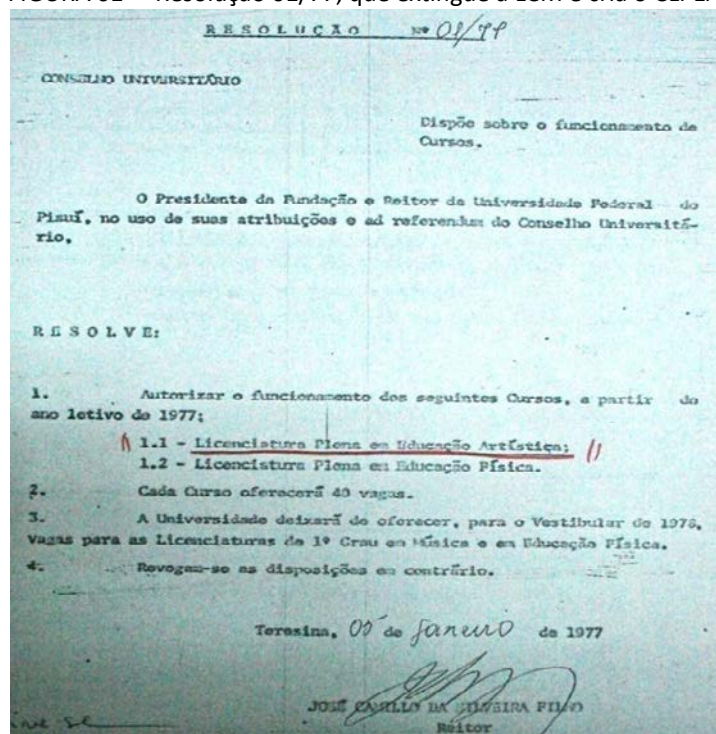 RESOLUÇÃO Nº 01/77
CONSELHO UNIVERSITÁRIO
Dispõe sobre o funcionamento de
Cursos.
O Presidente da Fundação e Reitor da Universidade Federal do
Piauí, no uso de suas atribuições e ad referendum do Conselho Universitá-
rio,
RESOLVE:
1. Autorizar o funcionamento dos seguintes Cursos, a partir do
ano letivo de 1977;
1.1 - Licenciatura Plena em Educação Artística;
1.2 - Licenciatura Plena em Educação Física.
2. Cada Curso oferecerá 40 vagas.
3. A Universidade deixará de oferecer, para o Vestibular de 1978,
vagas para as Licenciaturas de 1º Grau em Música e em Educação Física.
4. Revogam-se as disposições em contrário.
Teresina, 05 de janeiro de 1977
JOSÉ CAMILLO DA SILVEIRA FILHO
Reitor